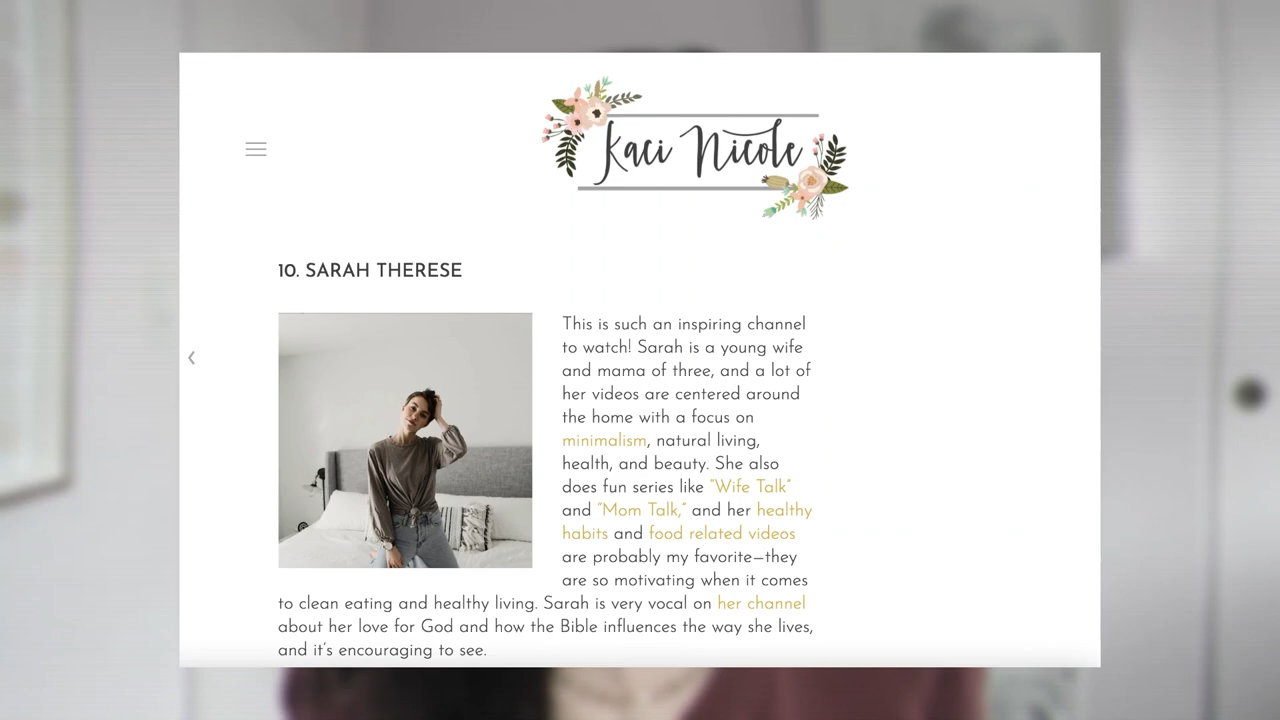 Kaci Nicole
10. SARAH THERESE
This is such an inspiring channel
to watch! Sarah is a young wife
and mama of three, and a lot of
her videos are centered around
the home with a focus on
minimalism, natural living,
health, and beauty. She also
does fun series like "Wife Talk"
and "Mom Talk," and her healthy
habits and food related videos
are probably my favorite—they
are so motivating when it comes
to clean eating and healthy living. Sarah is very vocal on her channel
about her love for God and how the Bible influences the way she lives,
and it's encouraging to see.